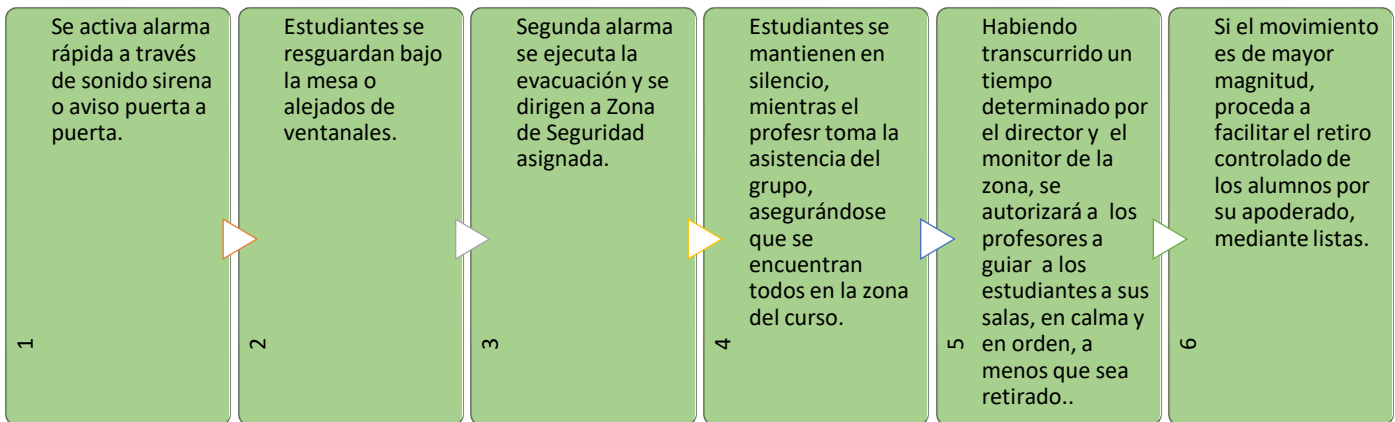 Se activa alarma
rápida a través
de sonido sirena
o aviso puerta a
puerta.
1
Estudiantes se
resguardan bajo
la mesa o
alejados de
ventanales.
2
Segunda alarma
se ejecuta la
evacuación y se
dirigen a Zona
de Seguridad
asignada.
3
Estudiantes se
mantienen en
silencio,
mientras el
profesr toma la
asistencia del
grupo,
asegurándose
que se
encuentran
todos en la zona
del curso.
4
Habiendo
transcurrido un
tiempo
determinado por
el director y el
monitor de la
zona, se
autorizará a los
profesores a
guiar a los
estudiantes a sus
salas, en calma y
en orden, a
menos que sea
retirado..
5
Si el movimiento
es de mayor
magnitud,
proceda a
facilitar el retiro
controlado de
los alumnos por
su apoderado,
mediante listas.
6